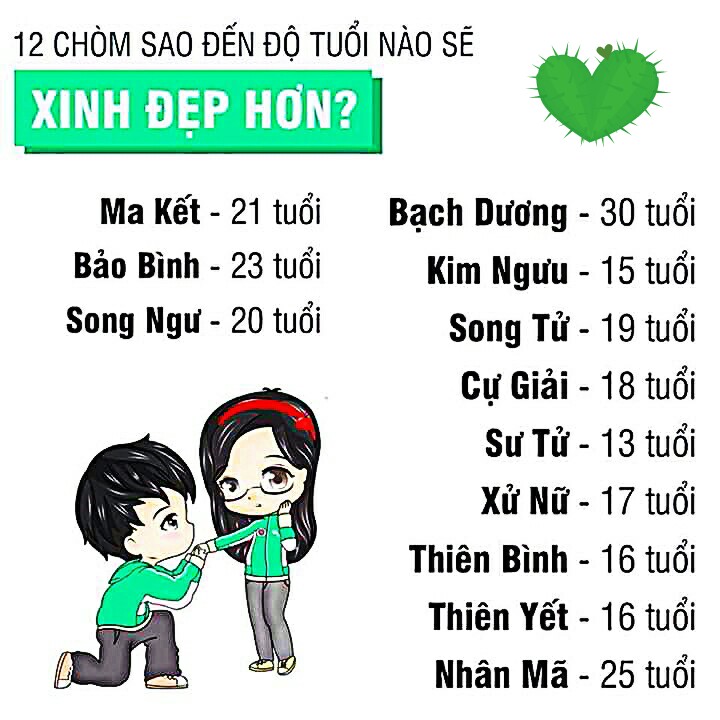 12 CHÒM SAO ĐẾN ĐỘ TUỔI NÀO SẼ
XINH ĐẸP HƠN?
Ma Kết - 21 tuổi
Bảo Bình - 23 tuổi
Song Ngư - 20 tuổi
Bạch Dương - 30 tuổi
Kim Ngưu - 15 tuổi
Song Tử - 19 tuổi
Cự Giải - 18 tuổi
Sư Tử - 13 tuổi
Xử Nữ - 17 tuổi
Thiên Bình - 16 tuổi
Thiên Yết - 16 tuổi
Nhân Mã - 25 tuổi